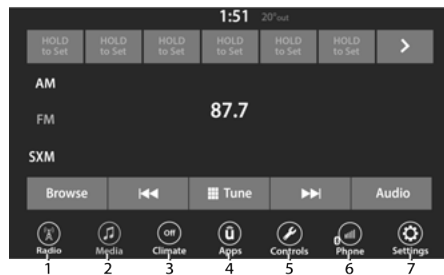 1:51 20°out
HOLD to Set HOLD to Set HOLD to Set HOLD to Set HOLD to Set HOLD to Set
AM
FM 87.7
SXM
Browse Tune Audio
Off ū
Radio Media Climate Apps Controls Phone Settings
1 2 3 4 5 6 7